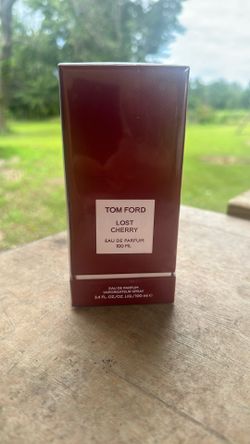 TOM FORD
LOST
CHERRY
EAU DE PARFUM
100 ML
EAU DE PARFUM
VAPORISATEUR SPRAY
3.4 FL.OZ./OZ. LIQ./100 ml ℮